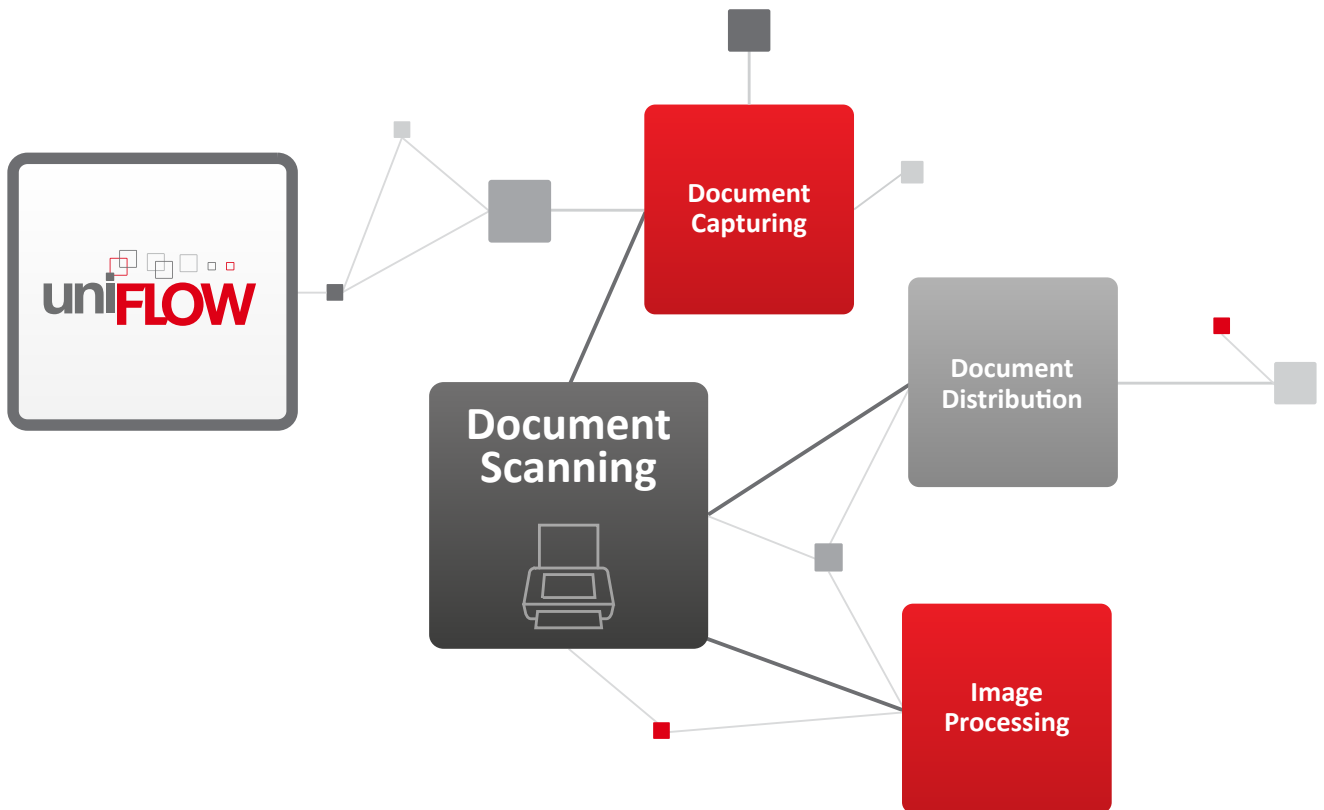 uniFLOW
Document
Capturing
Document
Distribution
Document
Scanning
Image
Processing